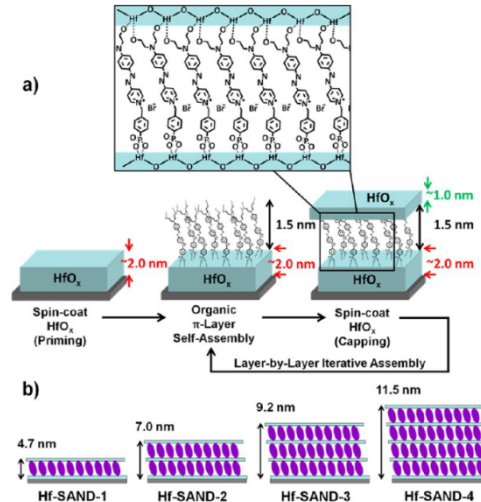 a)
HfOₓ
~1.0 nm
1.5 nm
1.5 nm
~2.0 nm
~2.0 nm
~2.0 nm
HfOₓ
HfOₓ
HfOₓ
Spin-coat
HfOₓ
(Priming)
Organic
π-Layer
Self-Assembly
Spin-coat
HfOₓ
(Capping)
Layer-by-Layer Iterative Assembly
b)
4.7 nm
7.0 nm
9.2 nm
11.5 nm
Hf-SAND-1
Hf-SAND-2
Hf-SAND-3
Hf-SAND-4